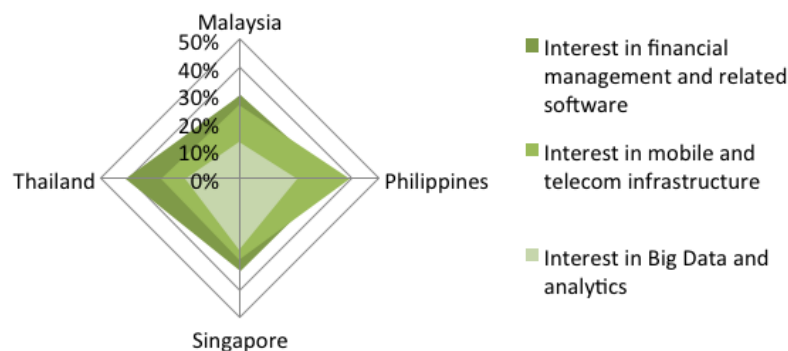 Malaysia
50%
40%
30%
20%
10%
0%
Thailand
Philippines
Singapore
Interest in financial
management and related
software
Interest in mobile and
telecom infrastructure
Interest in Big Data and
analytics